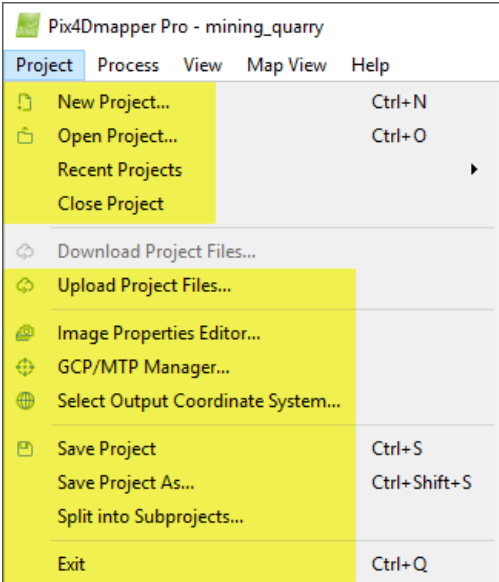 Pix4Dmapper Pro - mining_quarry
Project Process View Map View Help
New Project... Ctrl+N
Open Project... Ctrl+O
Recent Projects
Close Project
Download Project Files...
Upload Project Files...
Image Properties Editor...
GCP/MTP Manager...
Select Output Coordinate System...
Save Project Ctrl+S
Save Project As... Ctrl+Shift+S
Split into Subprojects...
Exit Ctrl+Q